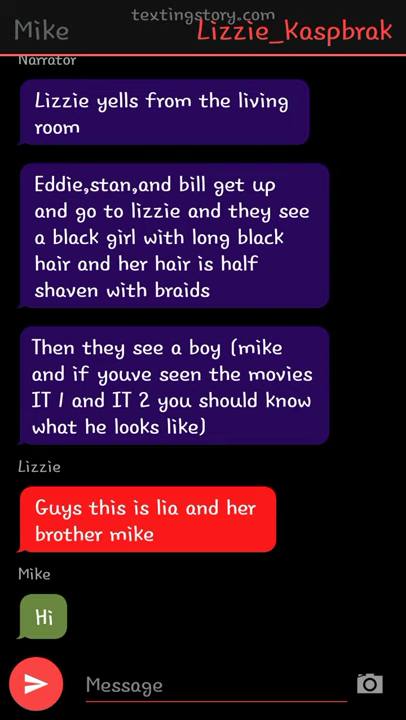 textingstory.com
Mike
Lizzie_Kaspbrak
Narrator
Lizzie yells from the living
room
Eddie,stan,and bill get up
and go to lizzie and they see
a black girl with long black
hair and her hair is half
shaven with braids
Then they see a boy (mike
and if youve seen the movies
IT 1 and IT 2 you should know
what he looks like)
Lizzie
Guys this is lia and her
brother mike
Mike
Hi
Message